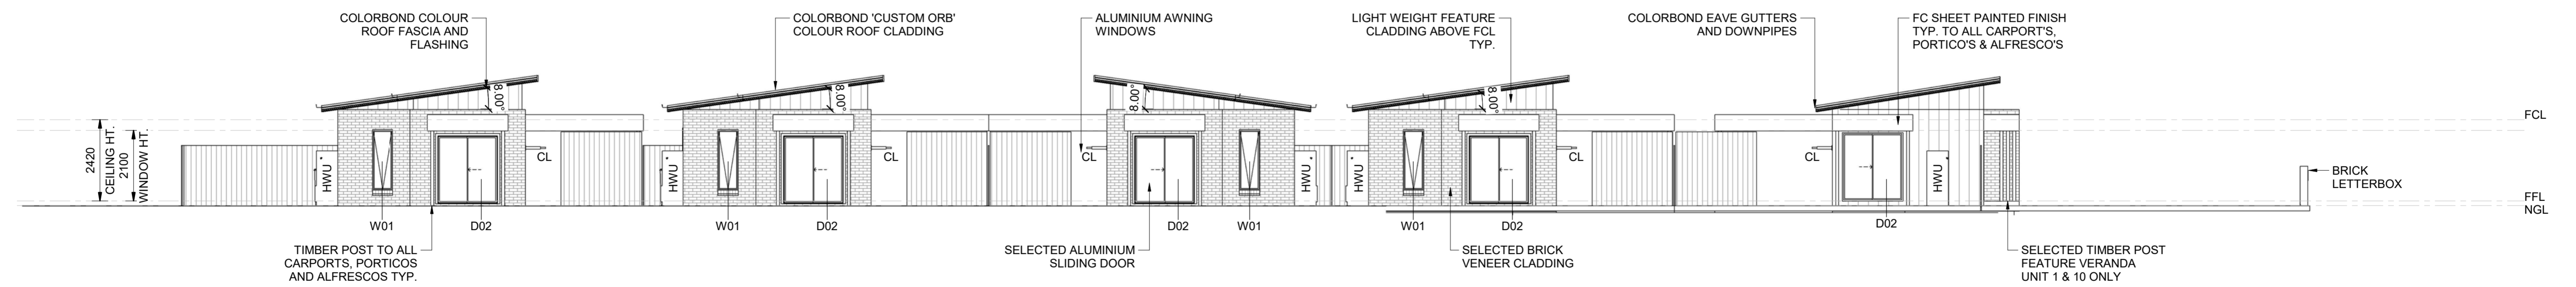 COLORBOND COLOUR
ROOF FASCIA AND
FLASHING
COLORBOND 'CUSTOM ORB'
COLOUR ROOF CLADDING
ALUMINIUM AWNING
WINDOWS
LIGHT WEIGHT FEATURE
CLADDING ABOVE FCL
TYP.
COLORBOND EAVE GUTTERS
AND DOWNPIPES
FC SHEET PAINTED FINISH
TYP. TO ALL CARPORT'S,
PORTICO'S & ALFRESCO'S
8.00°
8.00°
8.00°
8.00°
FCL
2420
CEILING HT.
2100
WINDOW HT.
HWU
CL
HWU
CL
CL
HWU
HWU
CL
CL
HWU
BRICK
LETTERBOX
FFL
NGL
W01
D02
W01
D02
D02
W01
W01
D02
D02
TIMBER POST TO ALL
CARPORTS, PORTICOS
AND ALFRESCOS TYP.
SELECTED ALUMINIUM
SLIDING DOOR
SELECTED BRICK
VENEER CLADDING
SELECTED TIMBER POST
FEATURE VERANDA
UNIT 1 & 10 ONLY